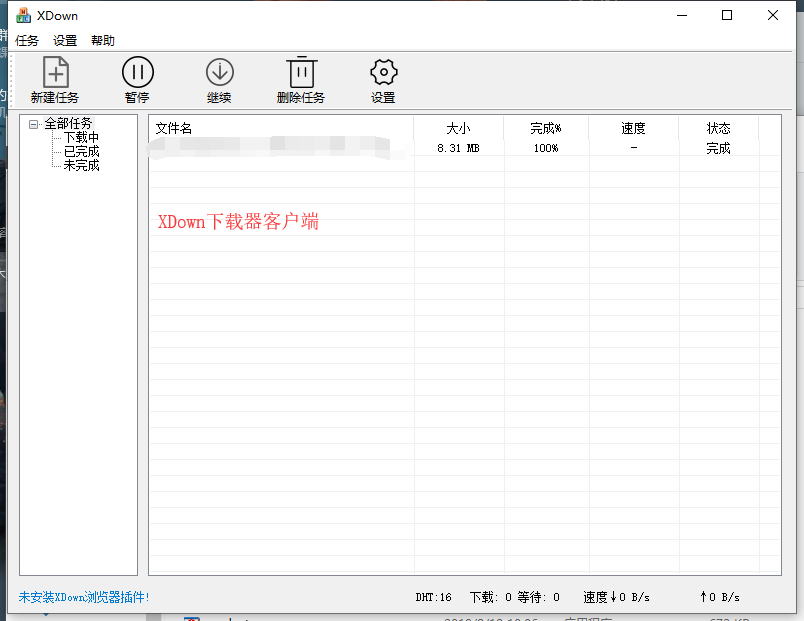 XDown
任务 设置 帮助
新建任务 暂停 继续 删除任务 设置
全部任务
下载中
已完成
未完成
文件名 大小 完成% 速度 状态
8.31 MB 100% - 完成
XDown下载器客户端
未安装XDown浏览器插件! DHT:16 下载: 0 等待: 0 速度↓0 B/s ↑0 B/s